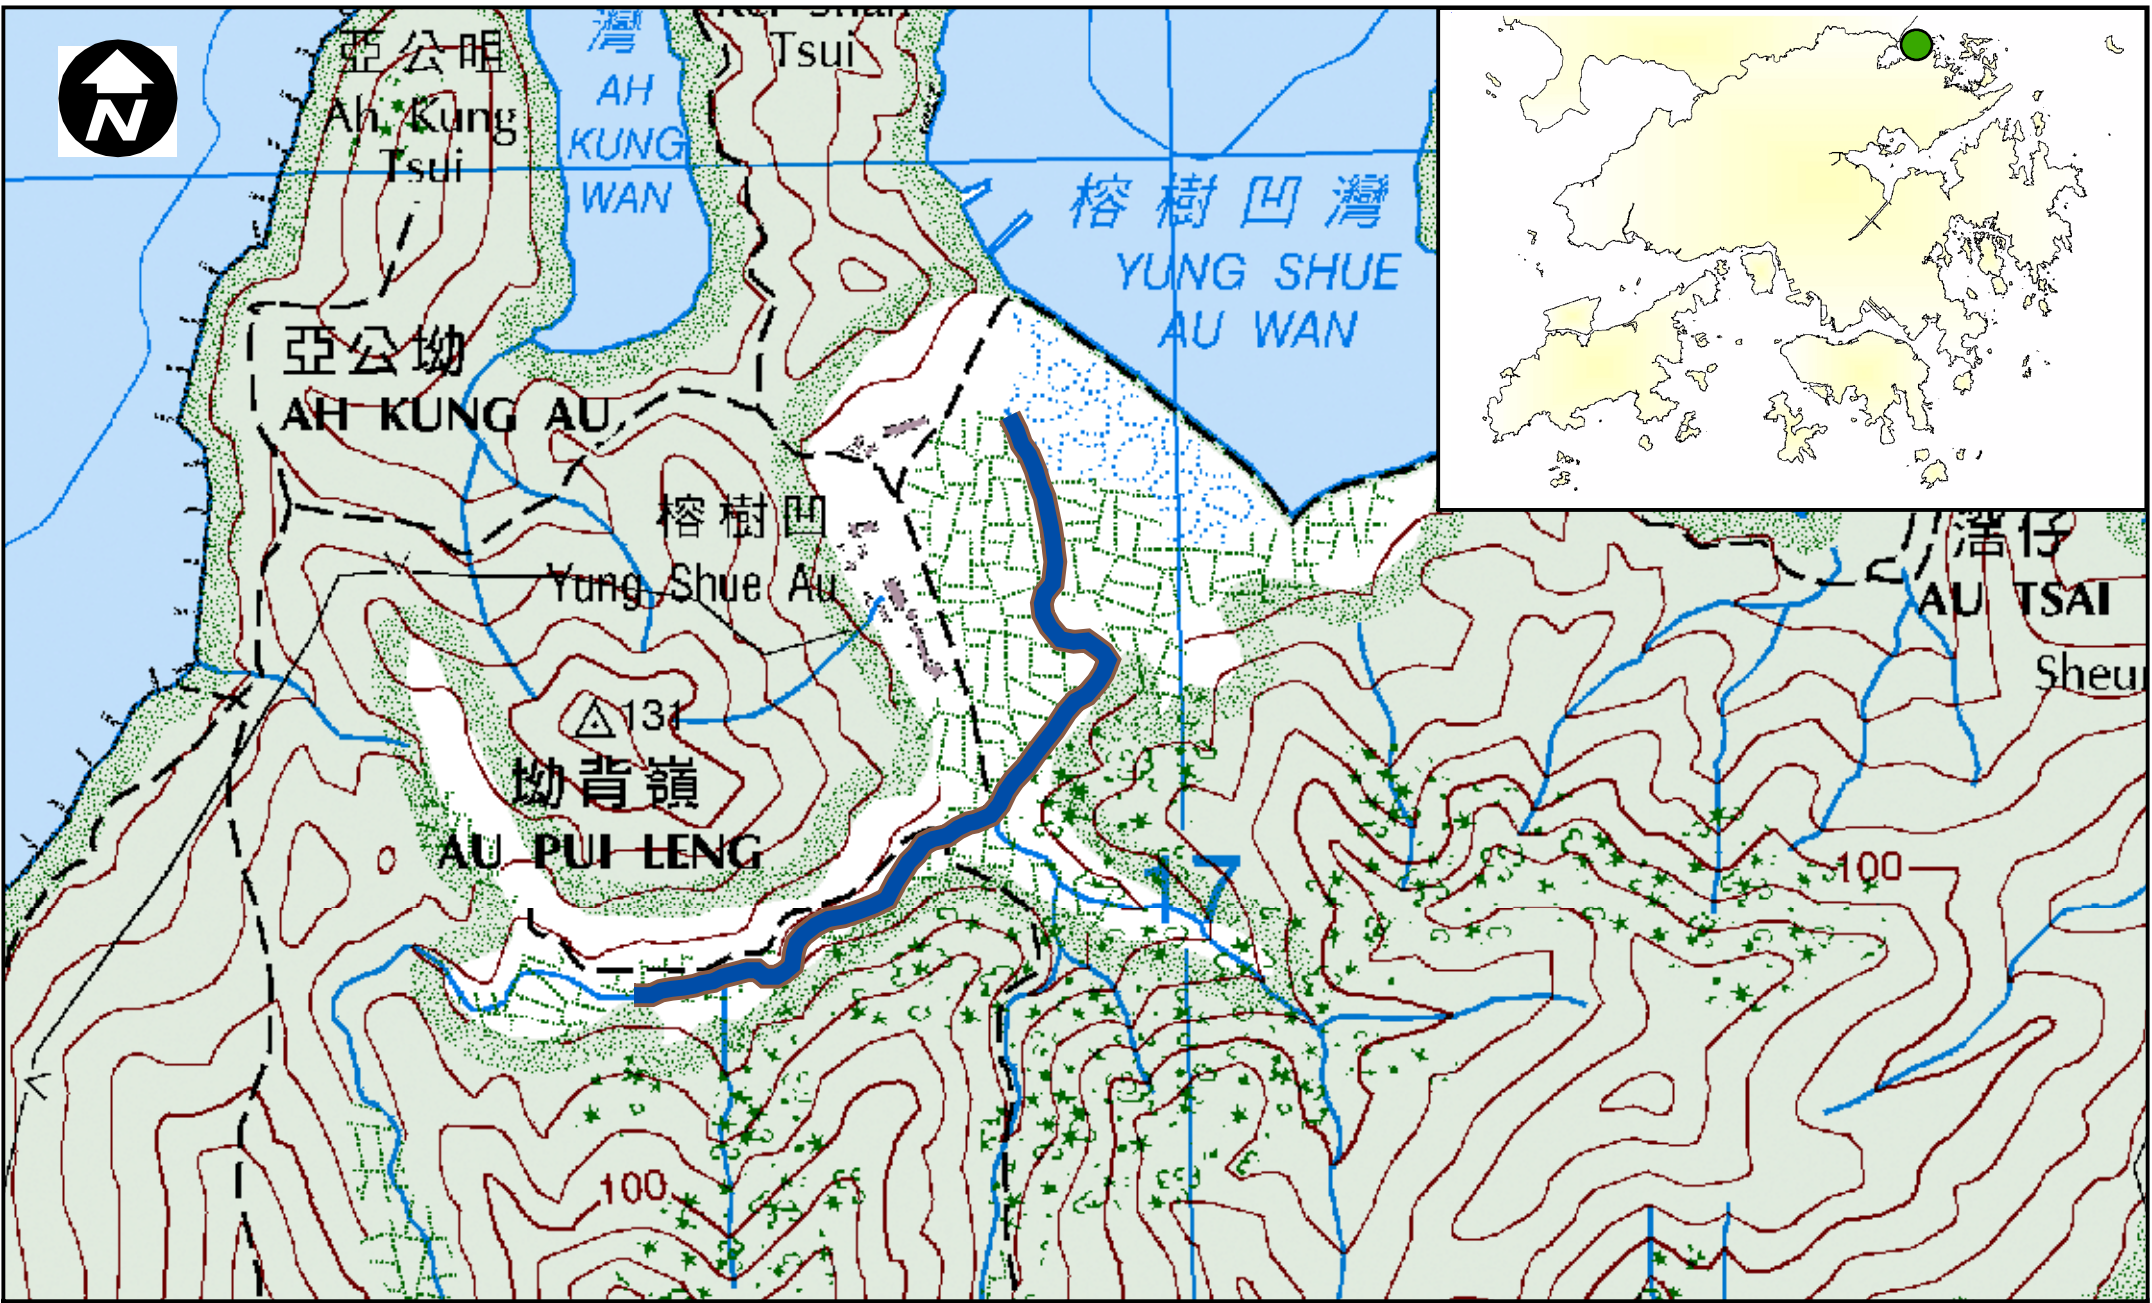 N
亞公咀
Ah Kung
Tsui
灣
AH
KUNG
WAN
Tsui
榕樹凹灣
YUNG SHUE
AU WAN
亞公坳
AH KUNG AU
榕樹凹
Yung Shue Au
131
坳背嶺
AU PUI LENG
17
100
100
滘仔
AU TSAI